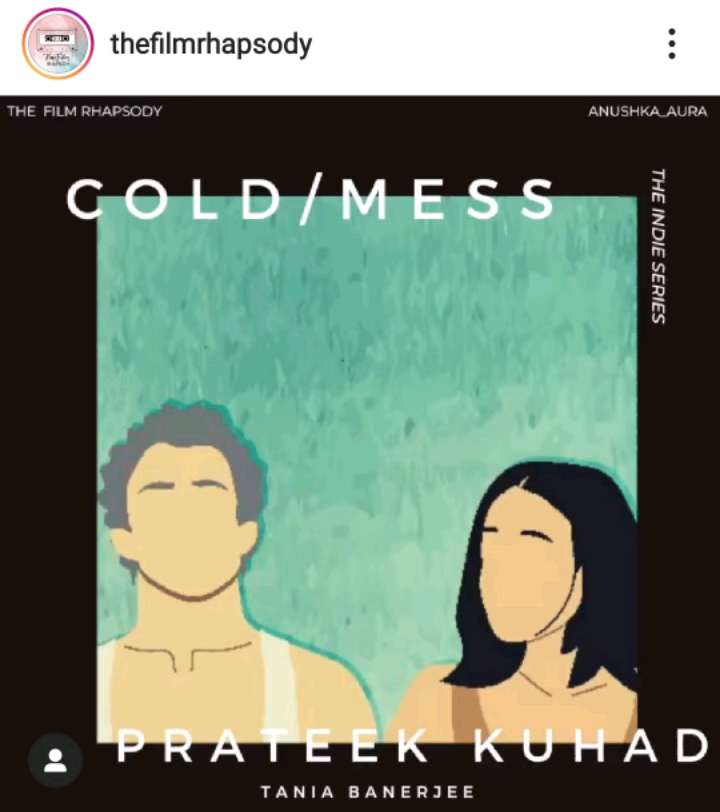 thefilmrhapsody
THE FILM RHAPSODY
ANUSHKA_AURA
COLD/MESS
THE INDIE SERIES
PRATEEK KUHAD
TANIA BANERJEE